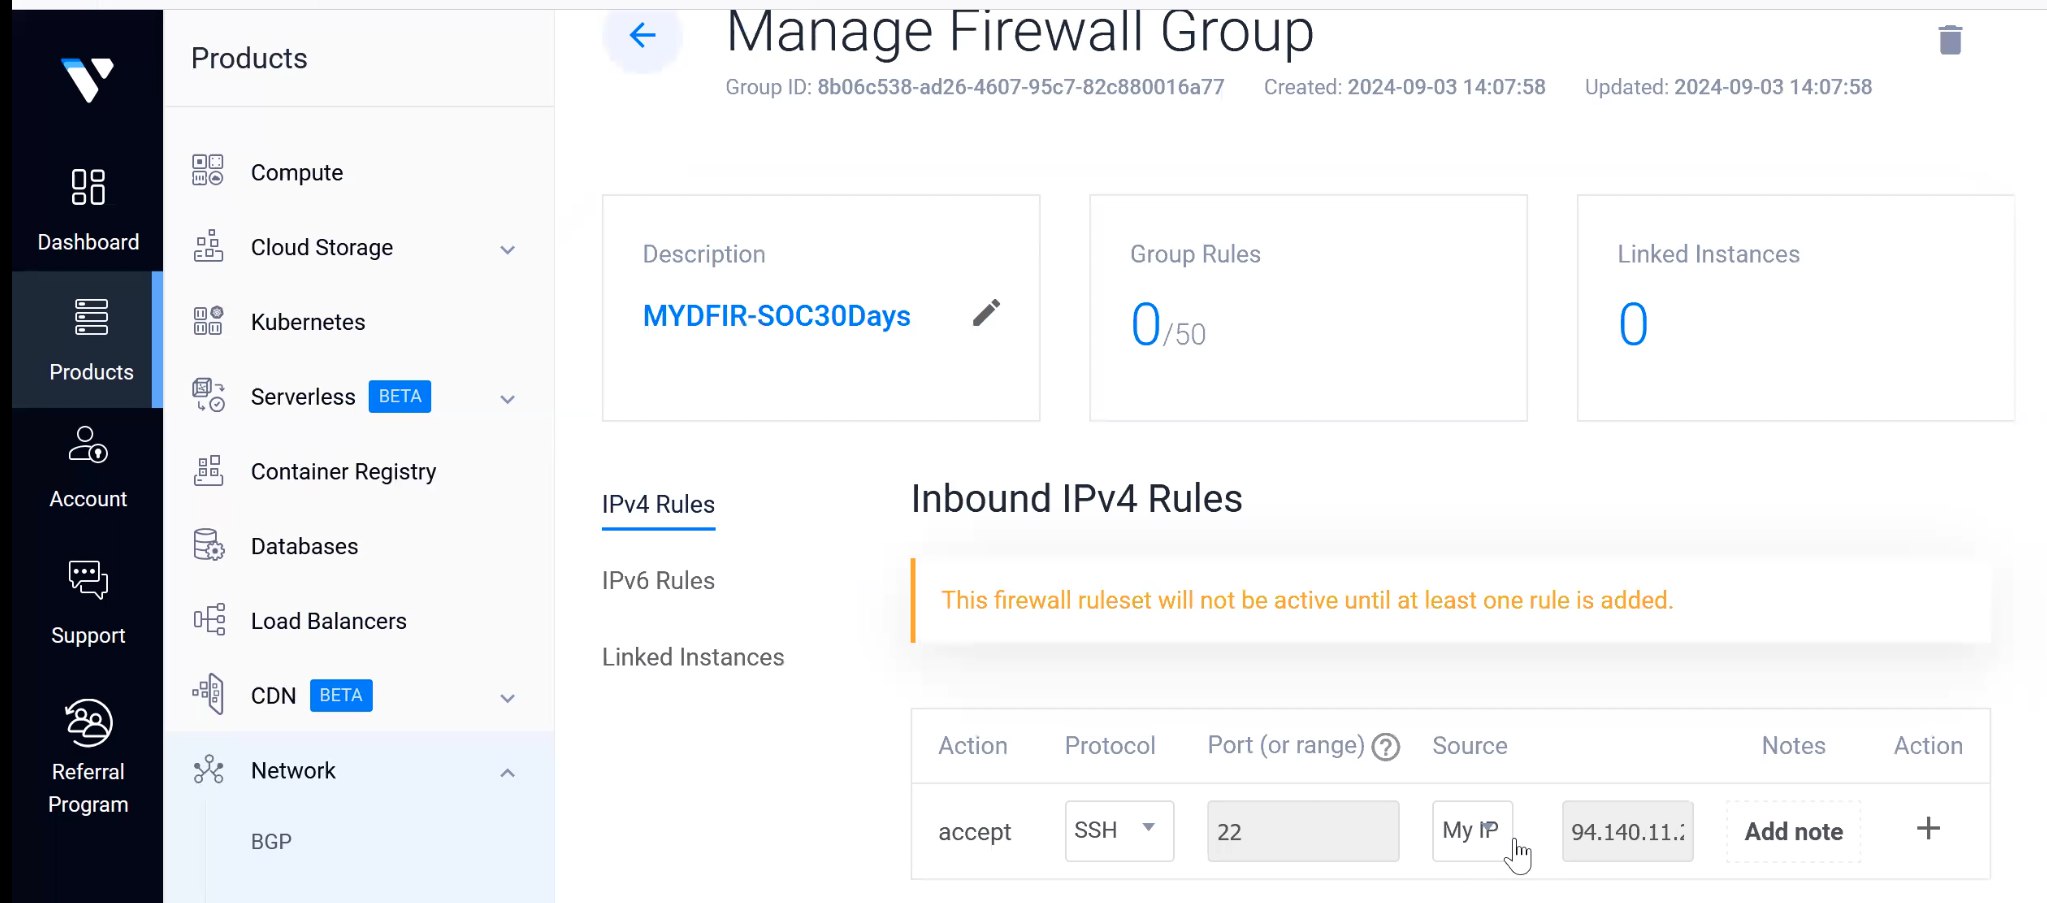 Products
Dashboard
Products
Account
Support
Referral
Program
Compute
Cloud Storage
Kubernetes
Serverless BETA
Container Registry
Databases
Load Balancers
CDN BETA
Network
BGP
Manage Firewall Group
Group ID: 8b06c538-ad26-4607-95c7-82c880016a77 Created: 2024-09-03 14:07:58 Updated: 2024-09-03 14:07:58
Description
MYDFIR-SOC30Days
Group Rules
0/50
Linked Instances
0
IPv4 Rules
IPv6 Rules
Linked Instances
Inbound IPv4 Rules
This firewall ruleset will not be active until at least one rule is added.
Action Protocol Port (or range) ? Source Notes Action
accept SSH 22 My IP 94.140.11. Add note +